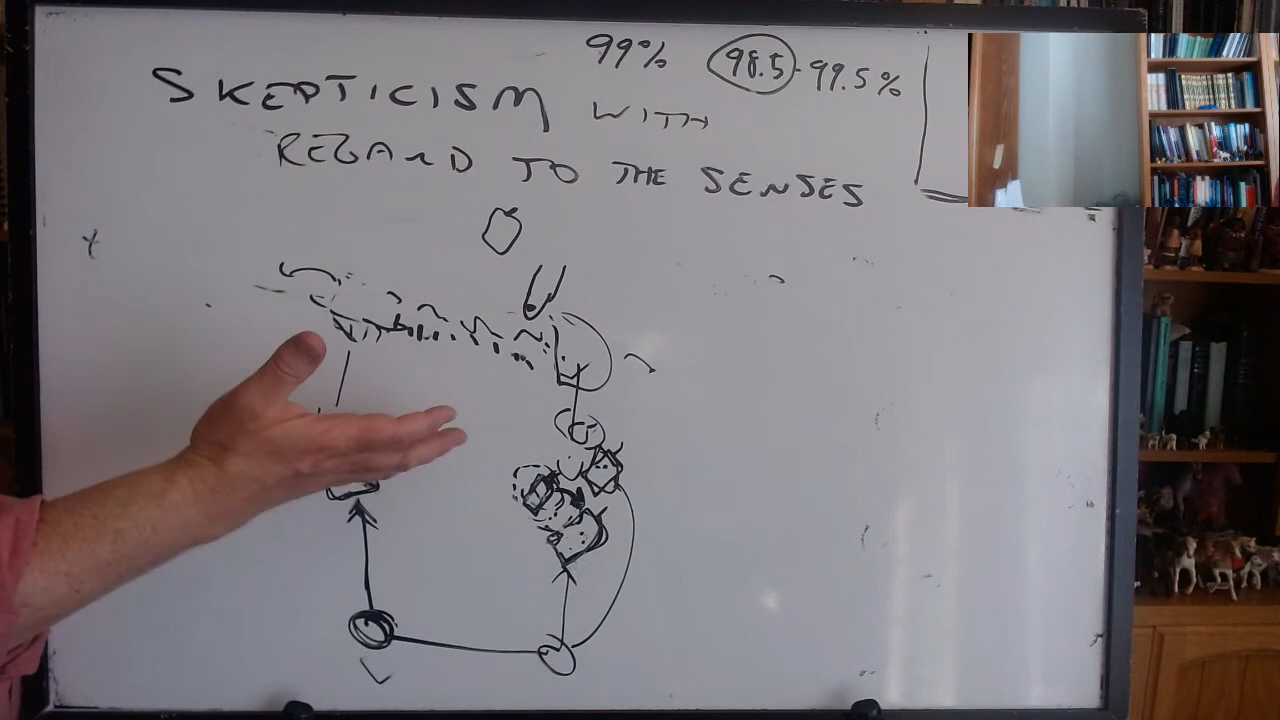 99% 98.5-99.5%
SKEPTICISM WITH
REGARD TO THE SENSES